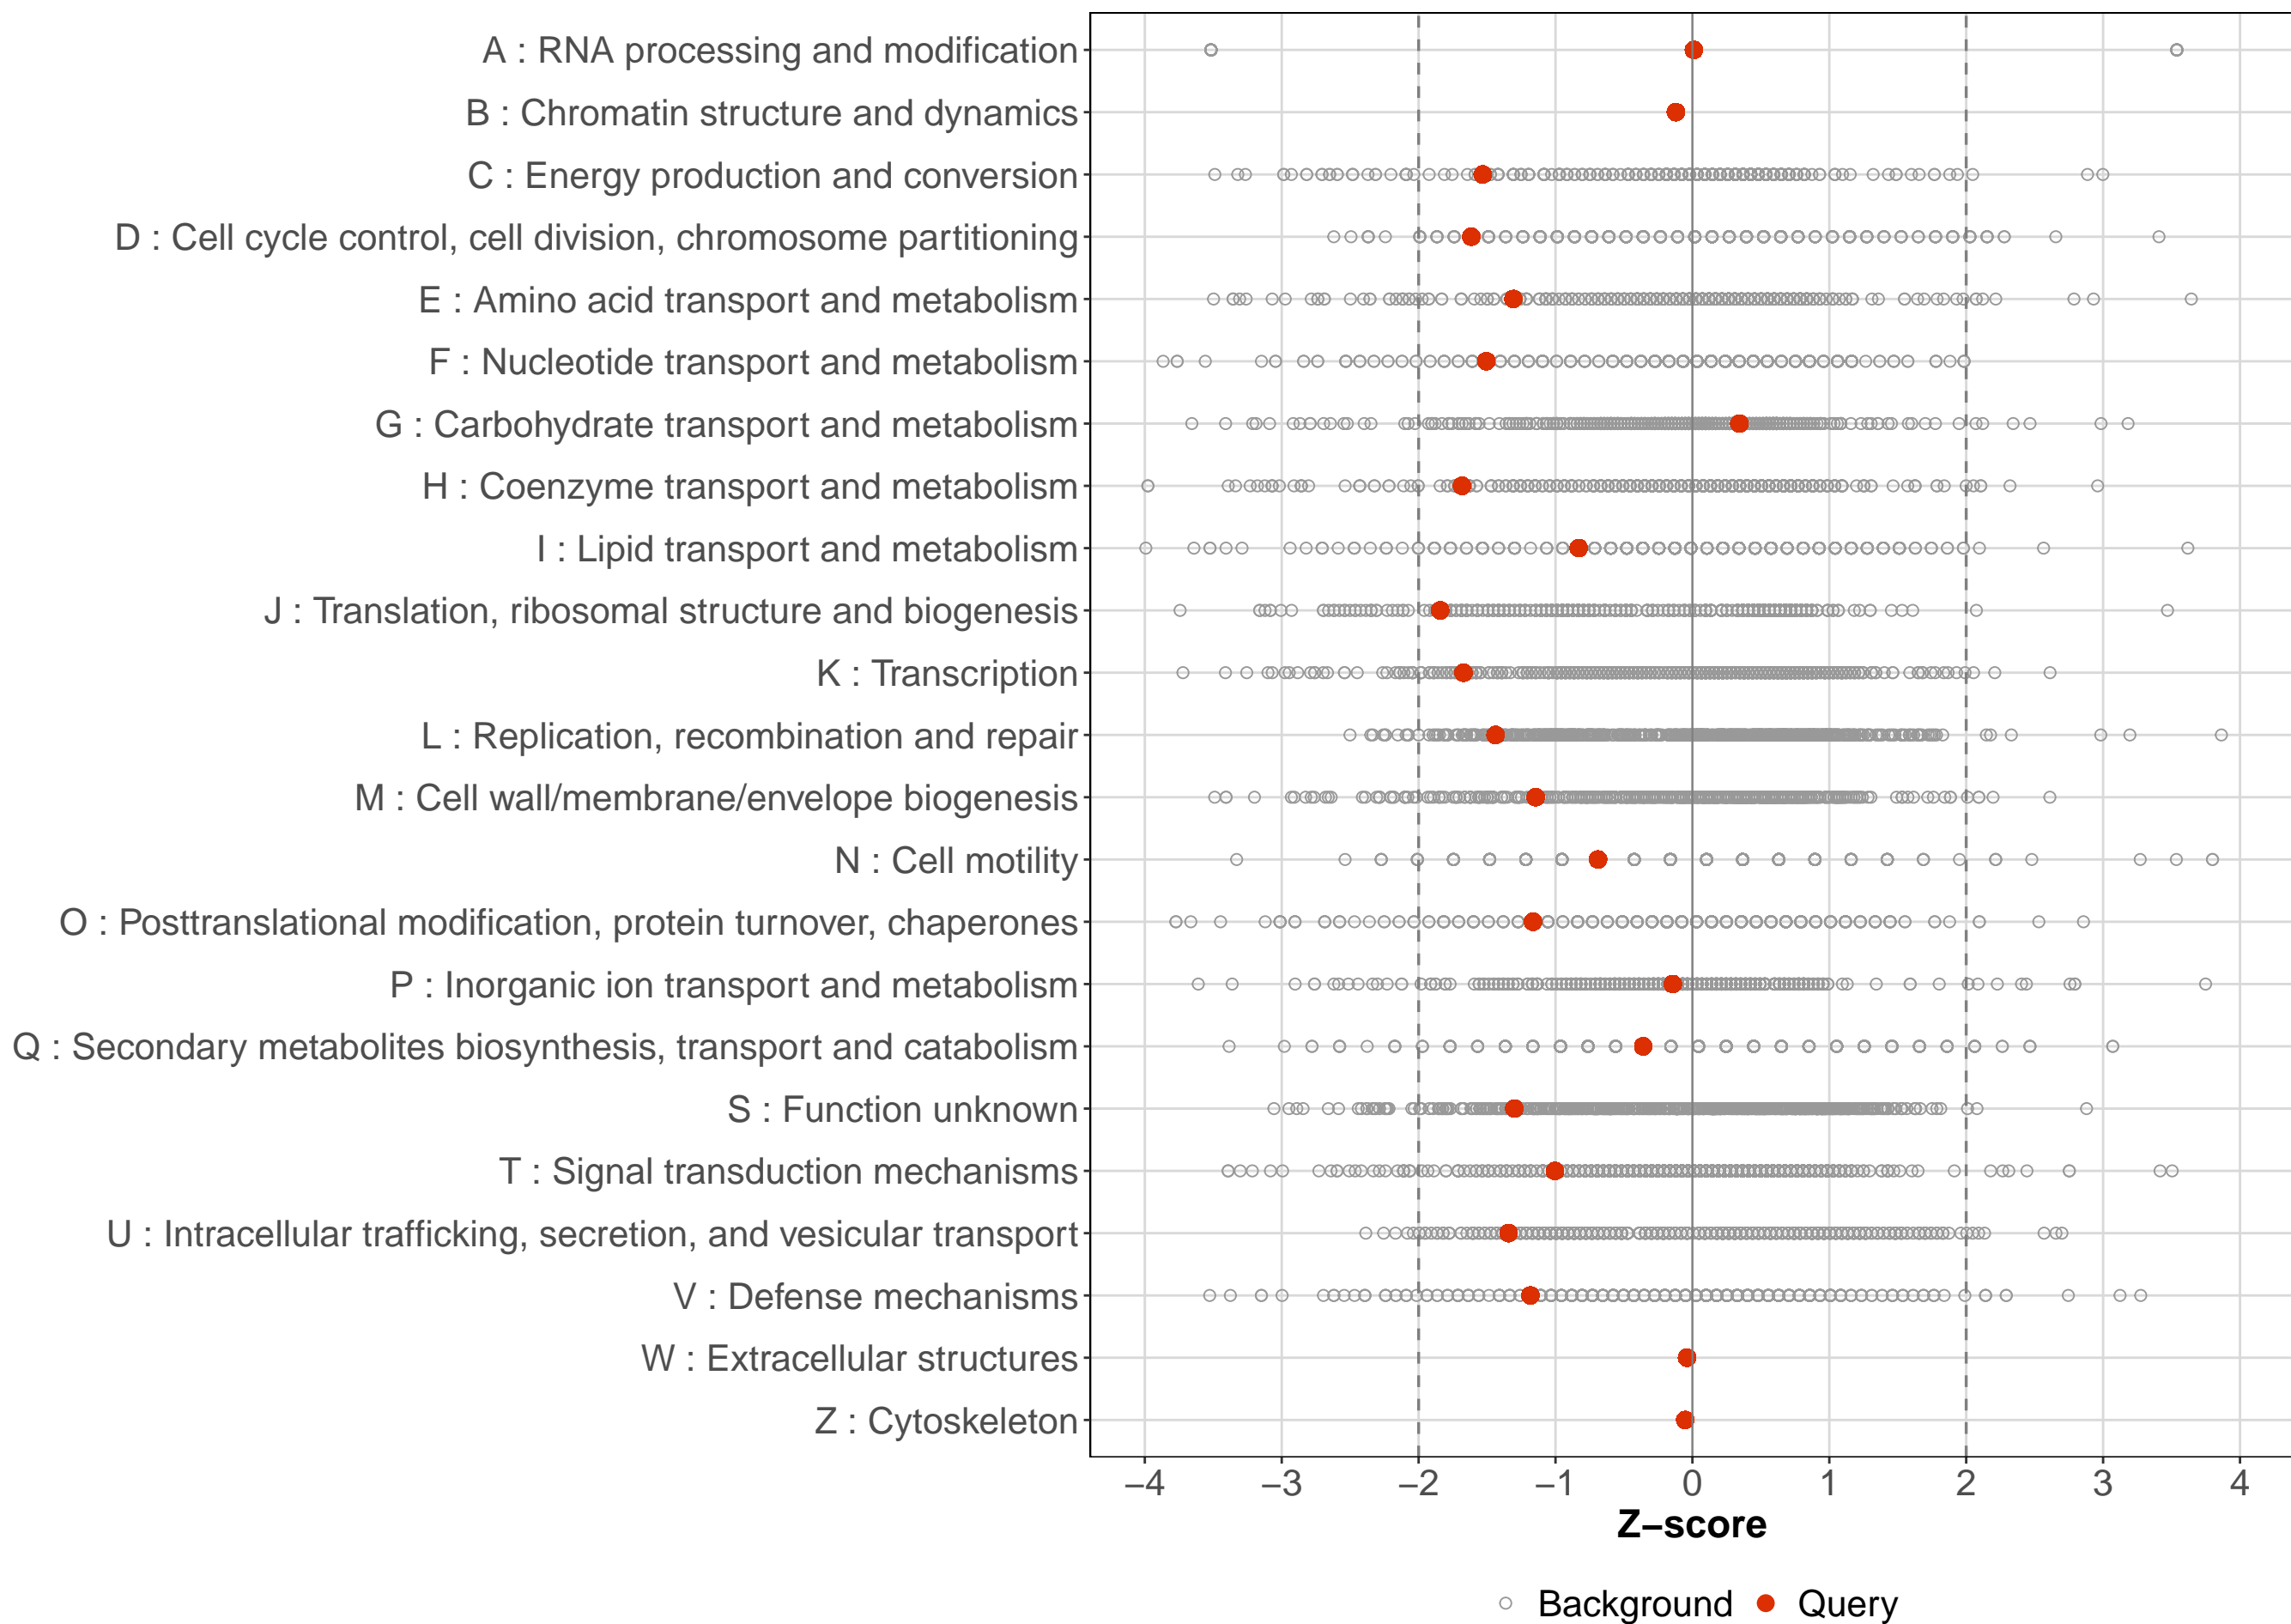 A : RNA processing and modification
B : Chromatin structure and dynamics
C : Energy production and conversion
D : Cell cycle control, cell division, chromosome partitioning
E : Amino acid transport and metabolism
F : Nucleotide transport and metabolism
G : Carbohydrate transport and metabolism
H : Coenzyme transport and metabolism
I : Lipid transport and metabolism
J : Translation, ribosomal structure and biogenesis
K : Transcription
L : Replication, recombination and repair
M : Cell wall/membrane/envelope biogenesis
N : Cell motility
O : Posttranslational modification, protein turnover, chaperones
P : Inorganic ion transport and metabolism
Q : Secondary metabolites biosynthesis, transport and catabolism
S : Function unknown
T : Signal transduction mechanisms
U : Intracellular trafficking, secretion, and vesicular transport
V : Defense mechanisms
W : Extracellular structures
Z : Cytoskeleton
−4 −3 −2 −1 0 1 2 3 4
Z−score
Background Query